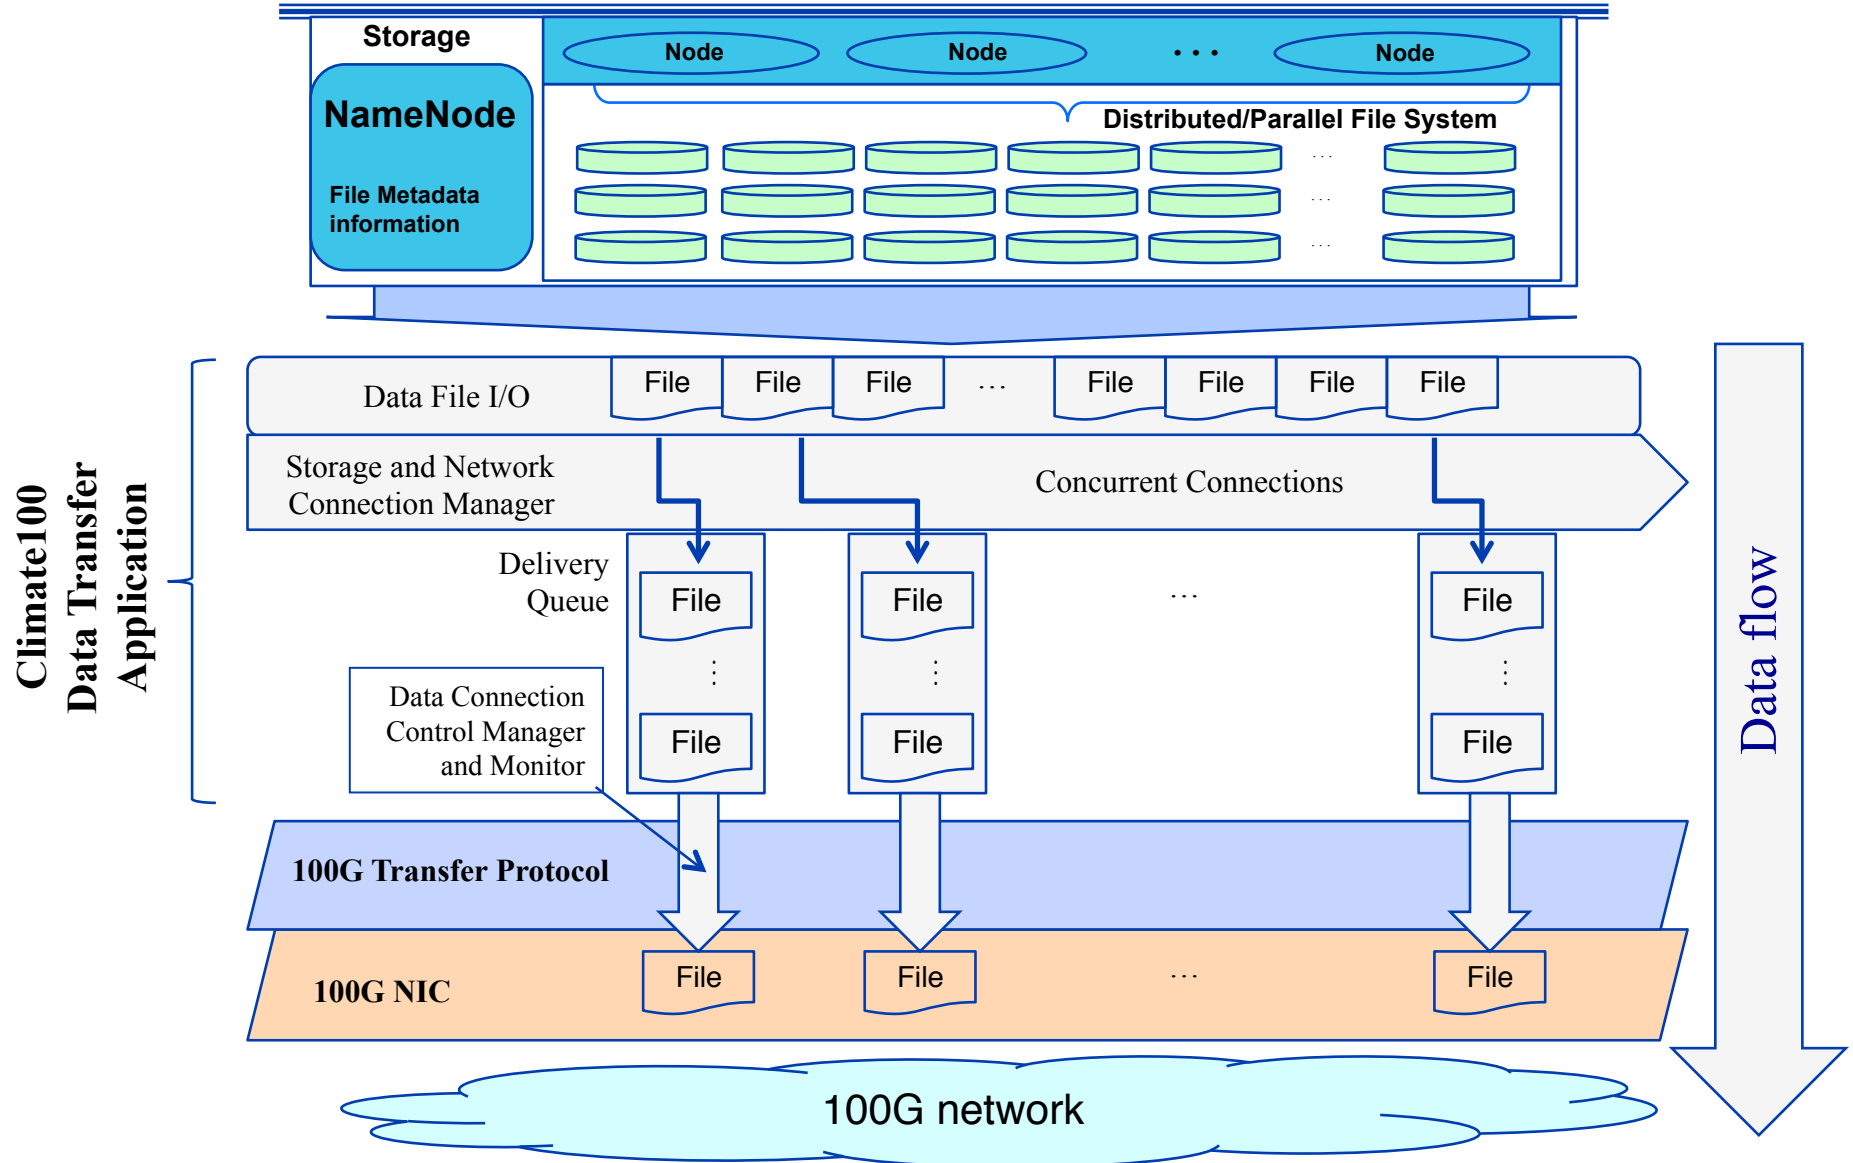 Storage
Node
Node
. . .
Node
NameNode
File Metadata
information
Distributed/Parallel File System
...
...
...
Climate100
Data Transfer
Application
Data File I/O
File
File
File
...
File
File
File
File
Storage and Network
Connection Manager
Concurrent Connections
Delivery
Queue
File
File
...
File
...
...
...
Data Connection
Control Manager
and Monitor
File
File
File
Data flow
100G Transfer Protocol
100G NIC
File
File
...
File
100G network